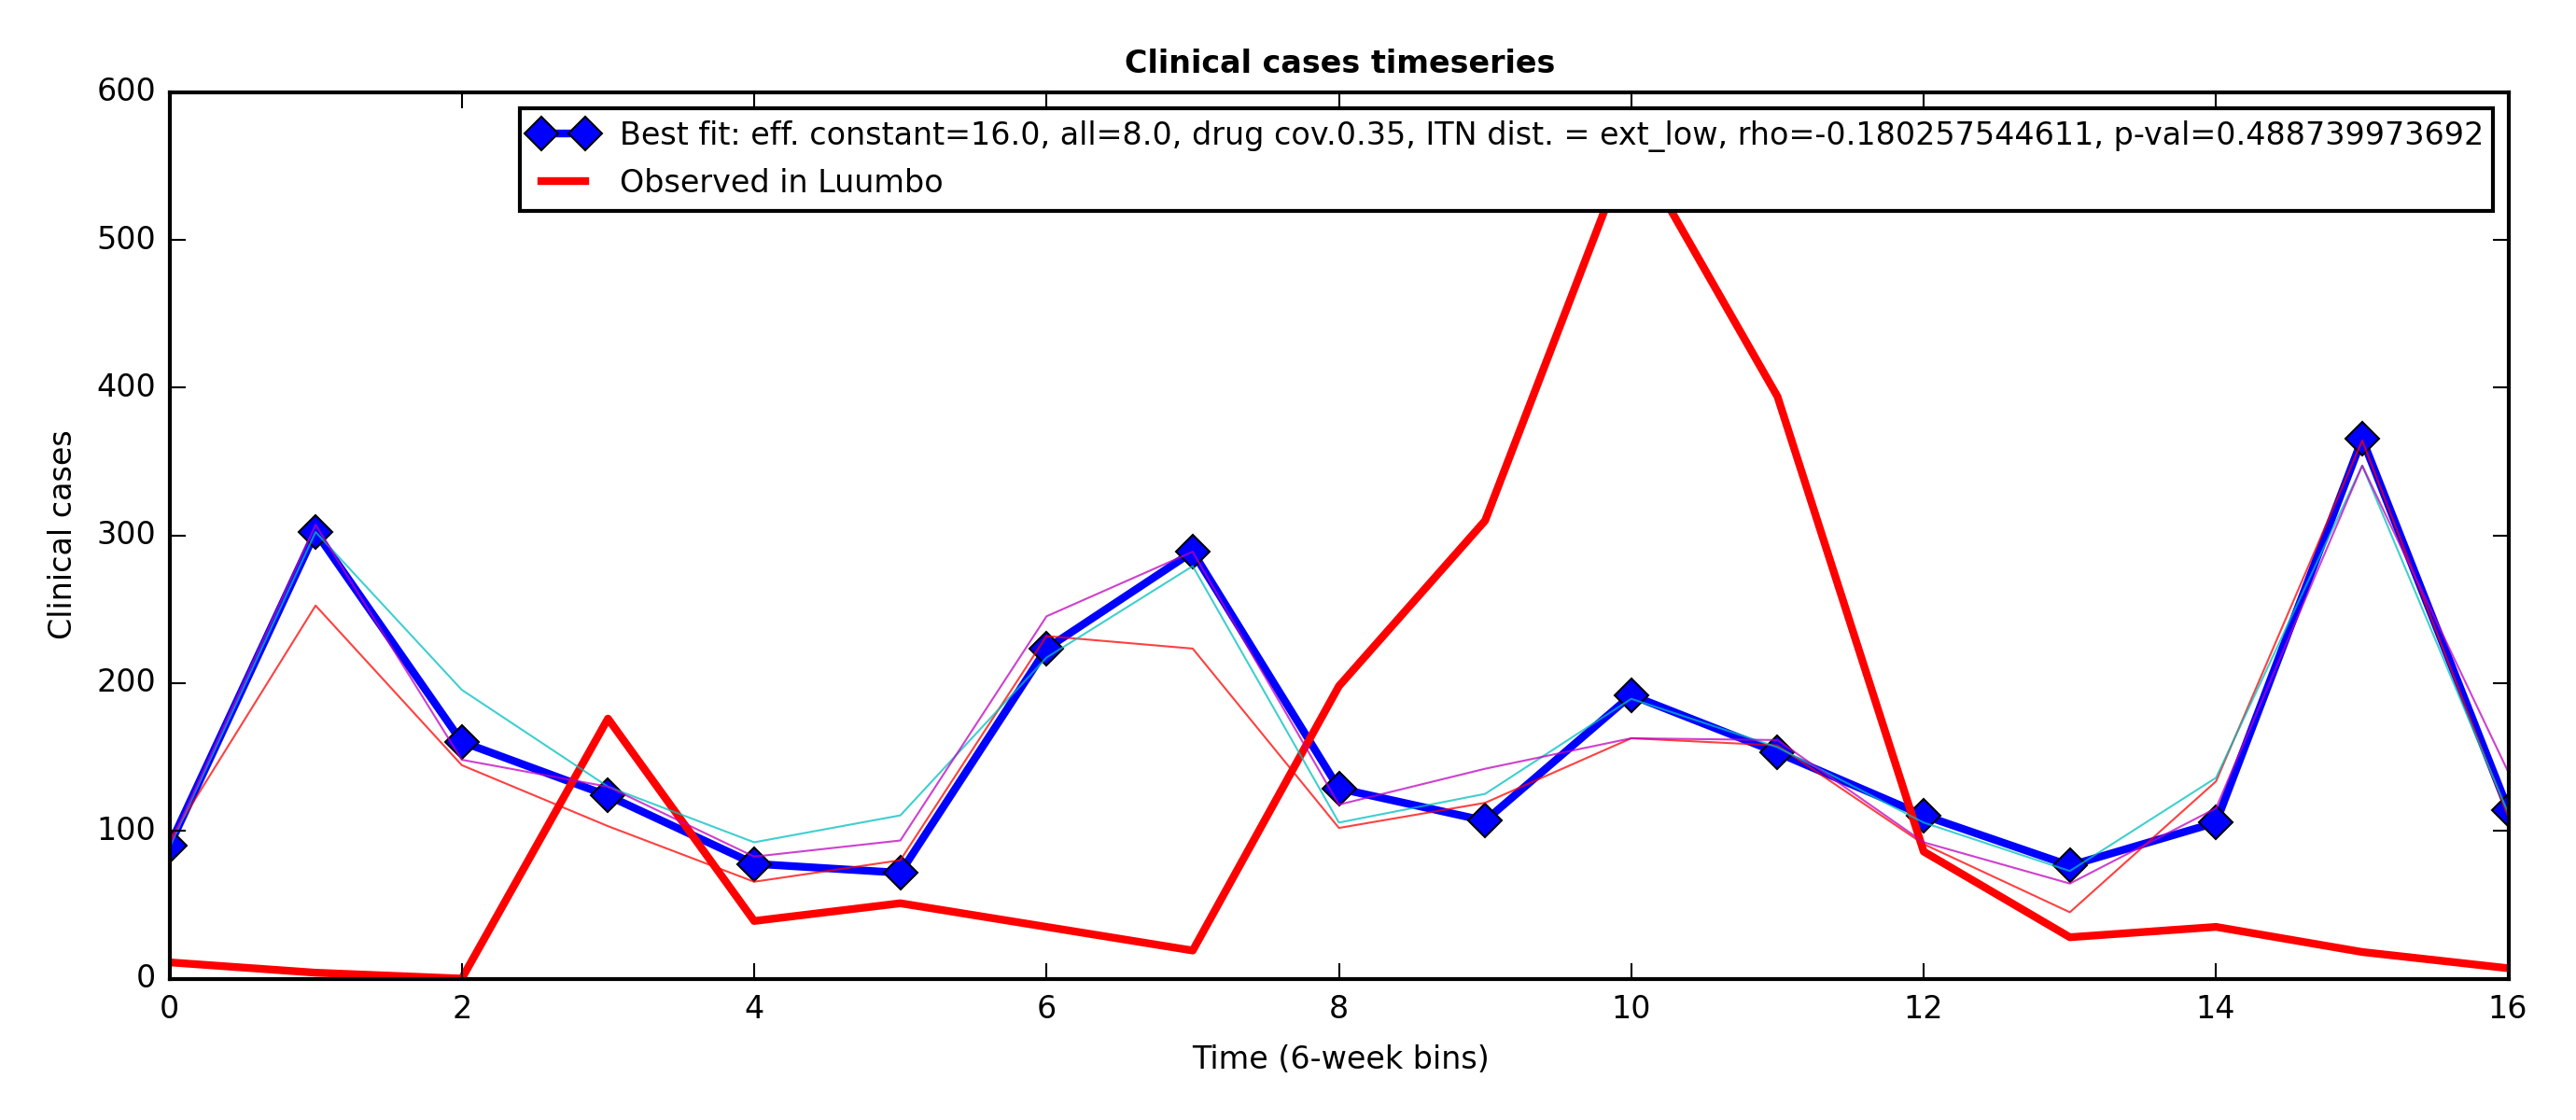 Clinical cases timeseries
600
500
400
300
200
100
0
Clinical cases
Best fit: eff. constant=16.0, all=8.0, drug cov.0.35, ITN dist. = ext_low, rho=-0.180257544611, p-val=0.488739973692
Observed in Luumbo
0 2 4 6 8 10 12 14 16
Time (6-week bins)